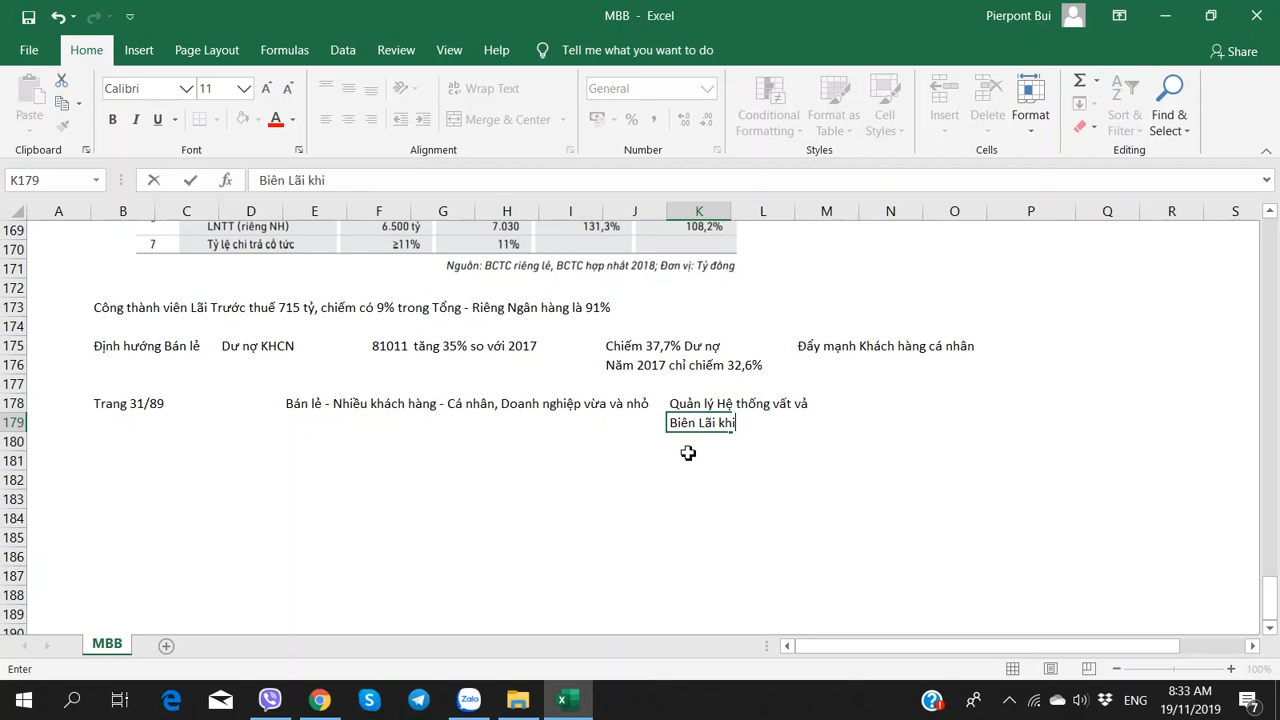 MBB - Excel
Pierpont Bui
File Home Insert Page Layout Formulas Data Review View Help Tell me what you want to do Share
Paste
Calibri 11
B I U A
Wrap Text
Merge & Center
General
% ,
Conditional Formatting
Format as Table
Cell Styles
Insert Delete Format
Sort & Filter
Find & Select
Clipboard Font Alignment Number Styles Cells Editing
K179 fx Biên Lãi khi
A B C D E F G H I J K L M N O P Q R S
169 LNTT (riêng NH) 6.500 tỷ 7.030 131,3% 108,2%
170 7 Tỷ lệ chi trả cổ tức ≥11% 11%
171 Nguồn: BCTC riêng lẻ, BCTC hợp nhất 2018; Đơn vị: Tỷ đồng
172
173 Công thành viên Lãi Trước thuế 715 tỷ, chiếm có 9% trong Tổng - Riêng Ngân hàng là 91%
174
175 Định hướng Bán lẻ Dư nợ KHCN 81011 tăng 35% so với 2017 Chiếm 37,7% Dư nợ Đẩy mạnh Khách hàng cá nhân
176 Năm 2017 chỉ chiếm 32,6%
177
178 Trang 31/89 Bán lẻ - Nhiều khách hàng - Cá nhân, Doanh nghiệp vừa và nhỏ Quản lý Hệ thống vất vả
179 Biên Lãi khi
180
181
182
183
184
185
186
187
188
189
190
MBB
Enter 100%
Zalo ENG 8:33 AM
19/11/2019 7